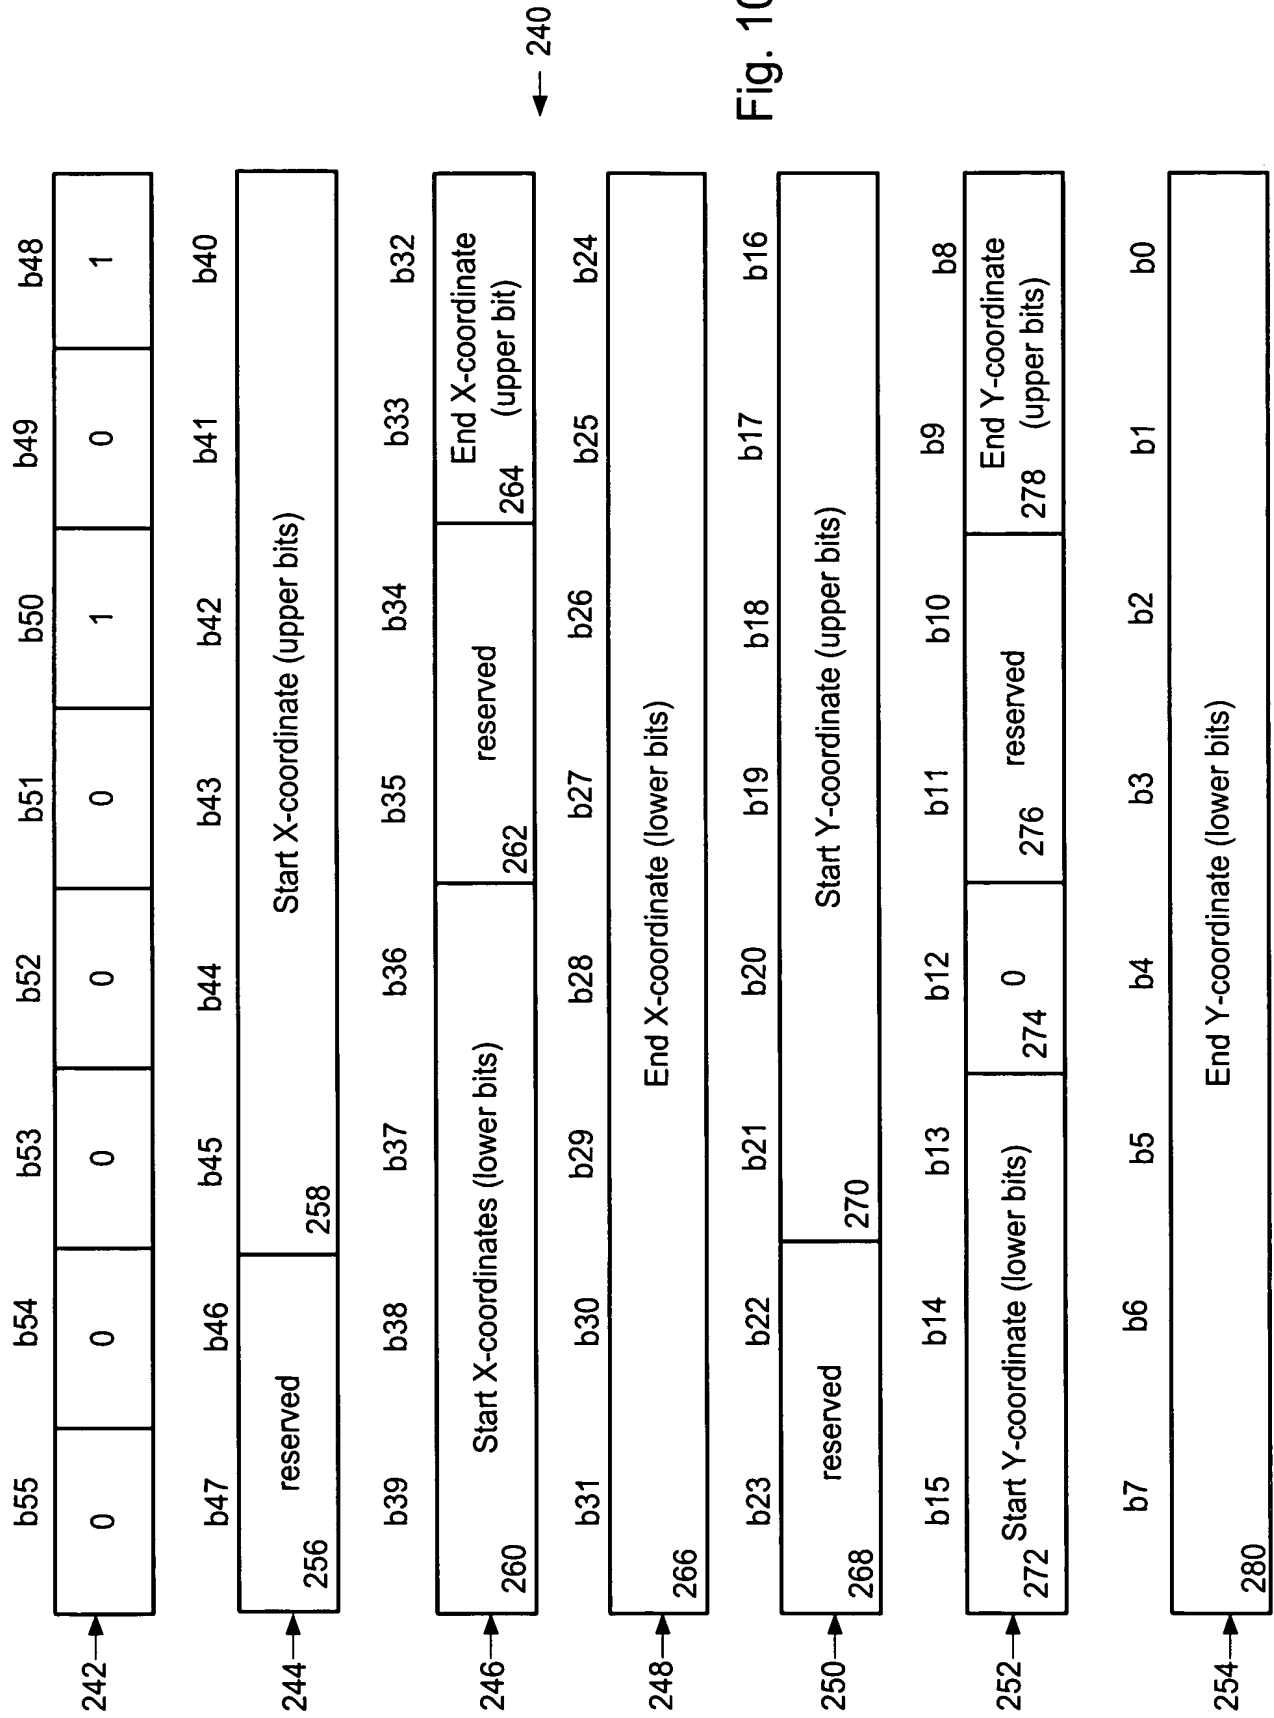 b55 b54 b53 b52 b51 b50 b49 b48
242 0 0 0 0 0 1 0 1
b47 b46 b45 b44 b43 b42 b41 b40
244 256 reserved 258 Start X-coordinate (upper bits)
b39 b38 b37 b36 b35 b34 b33 b32
246 260 Start X-coordinates (lower bits) 262 reserved 264 End X-coordinate
(upper bit)
240
b31 b30 b29 b28 b27 b26 b25 b24
248 266 End X-coordinate (lower bits)
b23 b22 b21 b20 b19 b18 b17 b16
250 268 reserved 270 Start Y-coordinate (upper bits)
Fig. 10
b15 b14 b13 b12 b11 b10 b9 b8
252 272 Start Y-coordinate (lower bits) 274 0 276 reserved 278 End Y-coordinate
(upper bits)
b7 b6 b5 b4 b3 b2 b1 b0
254 280 End Y-coordinate (lower bits)